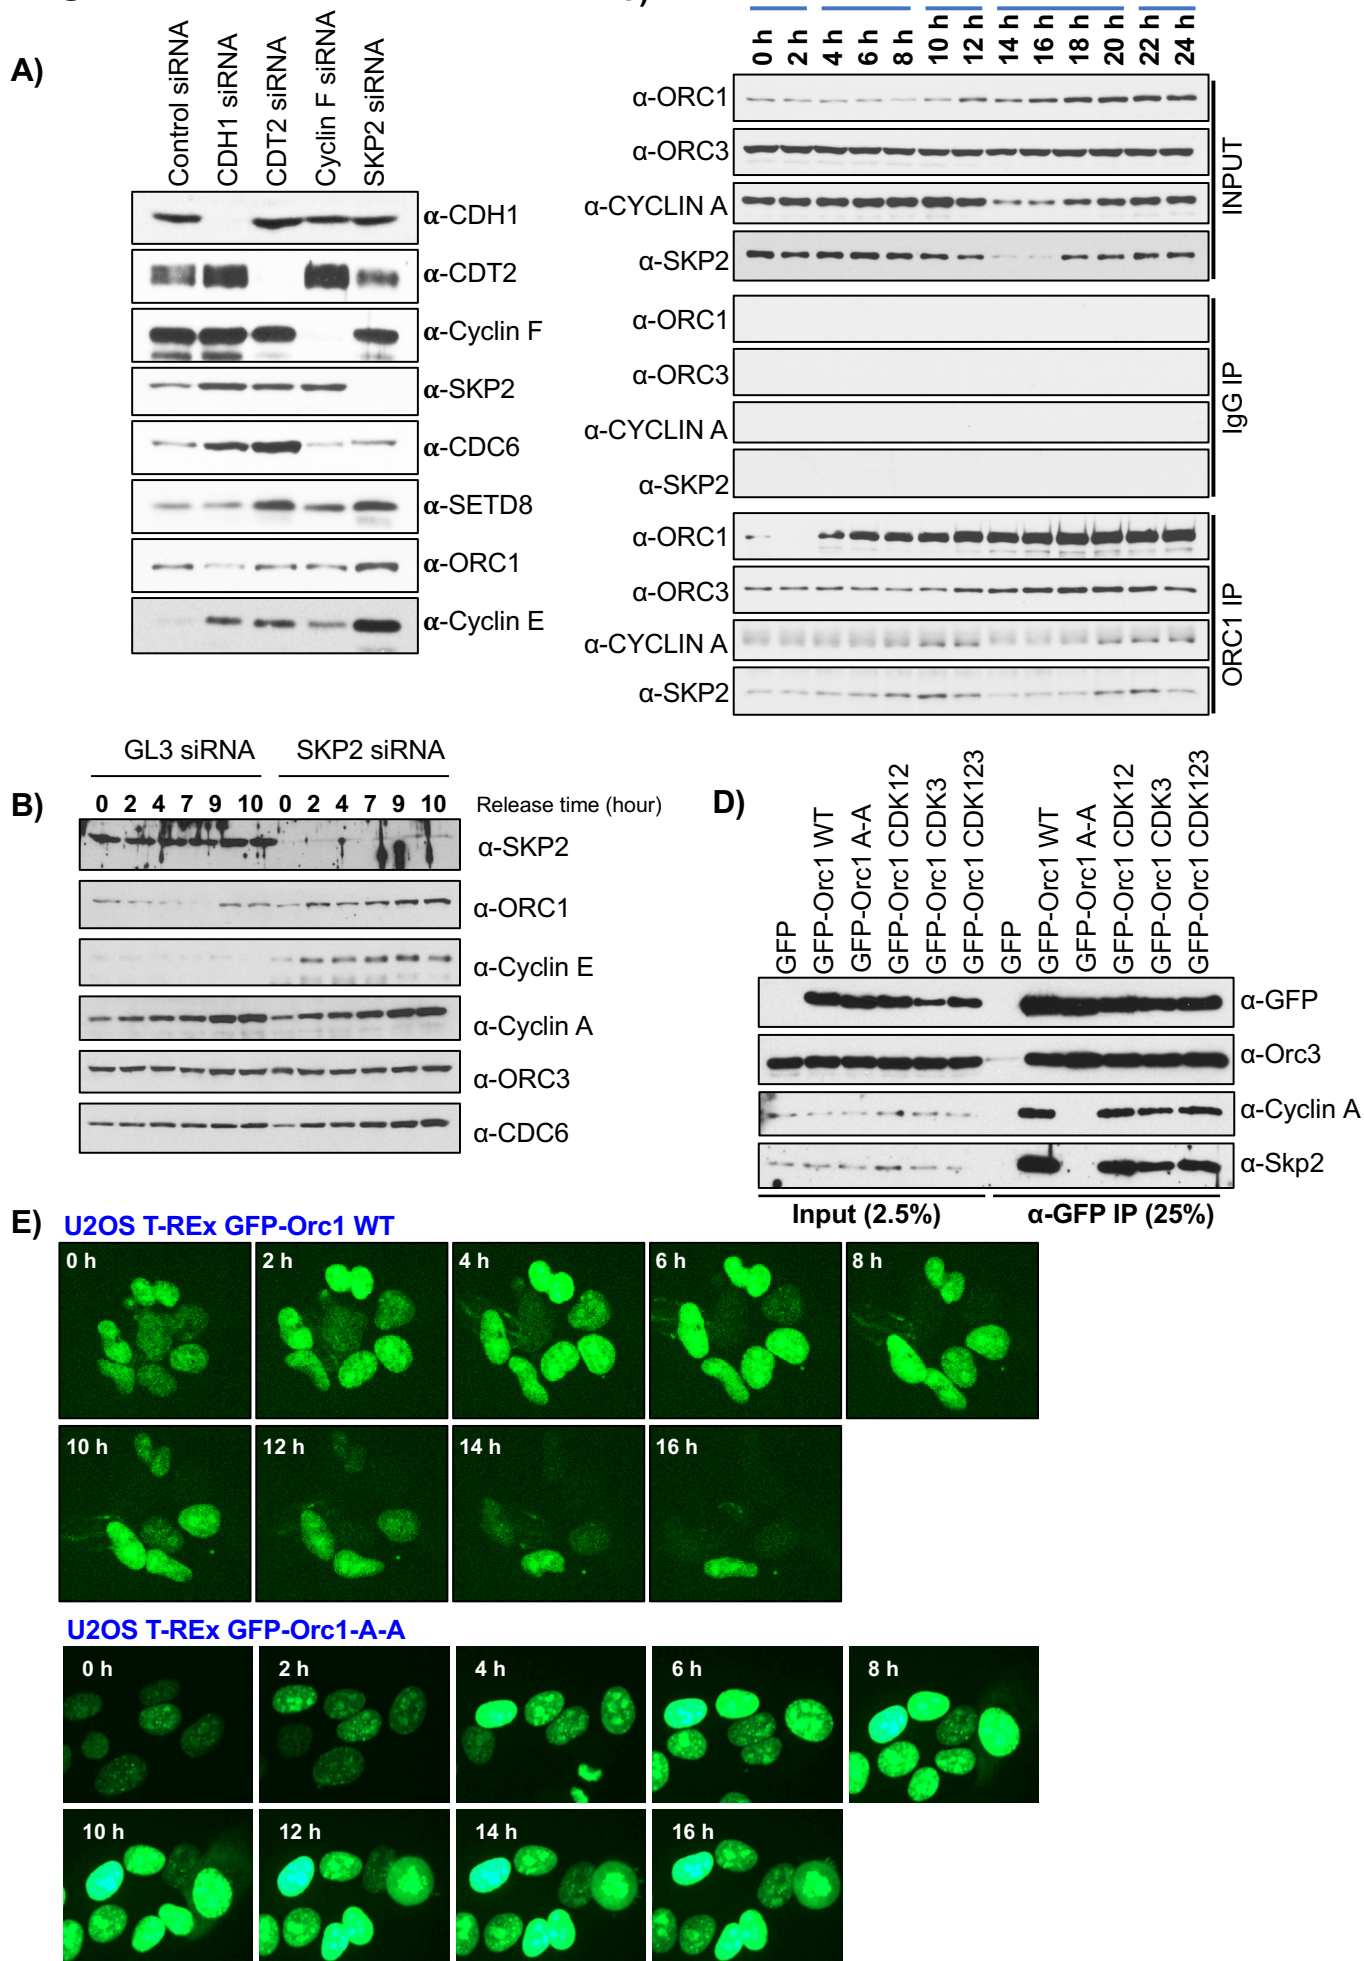 A)
Control siRNA
CDH1 siRNA
CDT2 siRNA
Cyclin F siRNA
SKP2 siRNA
α-CDH1
α-CDT2
α-Cyclin F
α-SKP2
α-CDC6
α-SETD8
α-ORC1
α-Cyclin E
0 h 2 h 4 h 6 h 8 h 10 h 12 h 14 h 16 h 18 h 20 h 22 h 24 h
α-ORC1
α-ORC3
α-CYCLIN A
α-SKP2
INPUT
α-ORC1
α-ORC3
α-CYCLIN A
α-SKP2
IgG IP
α-ORC1
α-ORC3
α-CYCLIN A
α-SKP2
ORC1 IP
B)
GL3 siRNA SKP2 siRNA
0 2 4 7 9 10 0 2 4 7 9 10 Release time (hour)
α-SKP2
α-ORC1
α-Cyclin E
α-Cyclin A
α-ORC3
α-CDC6
D)
GFP
GFP-Orc1 WT
GFP-Orc1 A-A
GFP-Orc1 CDK12
GFP-Orc1 CDK3
GFP-Orc1 CDK123
GFP
GFP-Orc1 WT
GFP-Orc1 A-A
GFP-Orc1 CDK12
GFP-Orc1 CDK3
GFP-Orc1 CDK123
α-GFP
α-Orc3
α-Cyclin A
α-Skp2
Input (2.5%) α-GFP IP (25%)
E)
U2OS T-REx GFP-Orc1 WT
0 h 2 h 4 h 6 h 8 h
10 h 12 h 14 h 16 h
U2OS T-REx GFP-Orc1-A-A
0 h 2 h 4 h 6 h 8 h
10 h 12 h 14 h 16 h